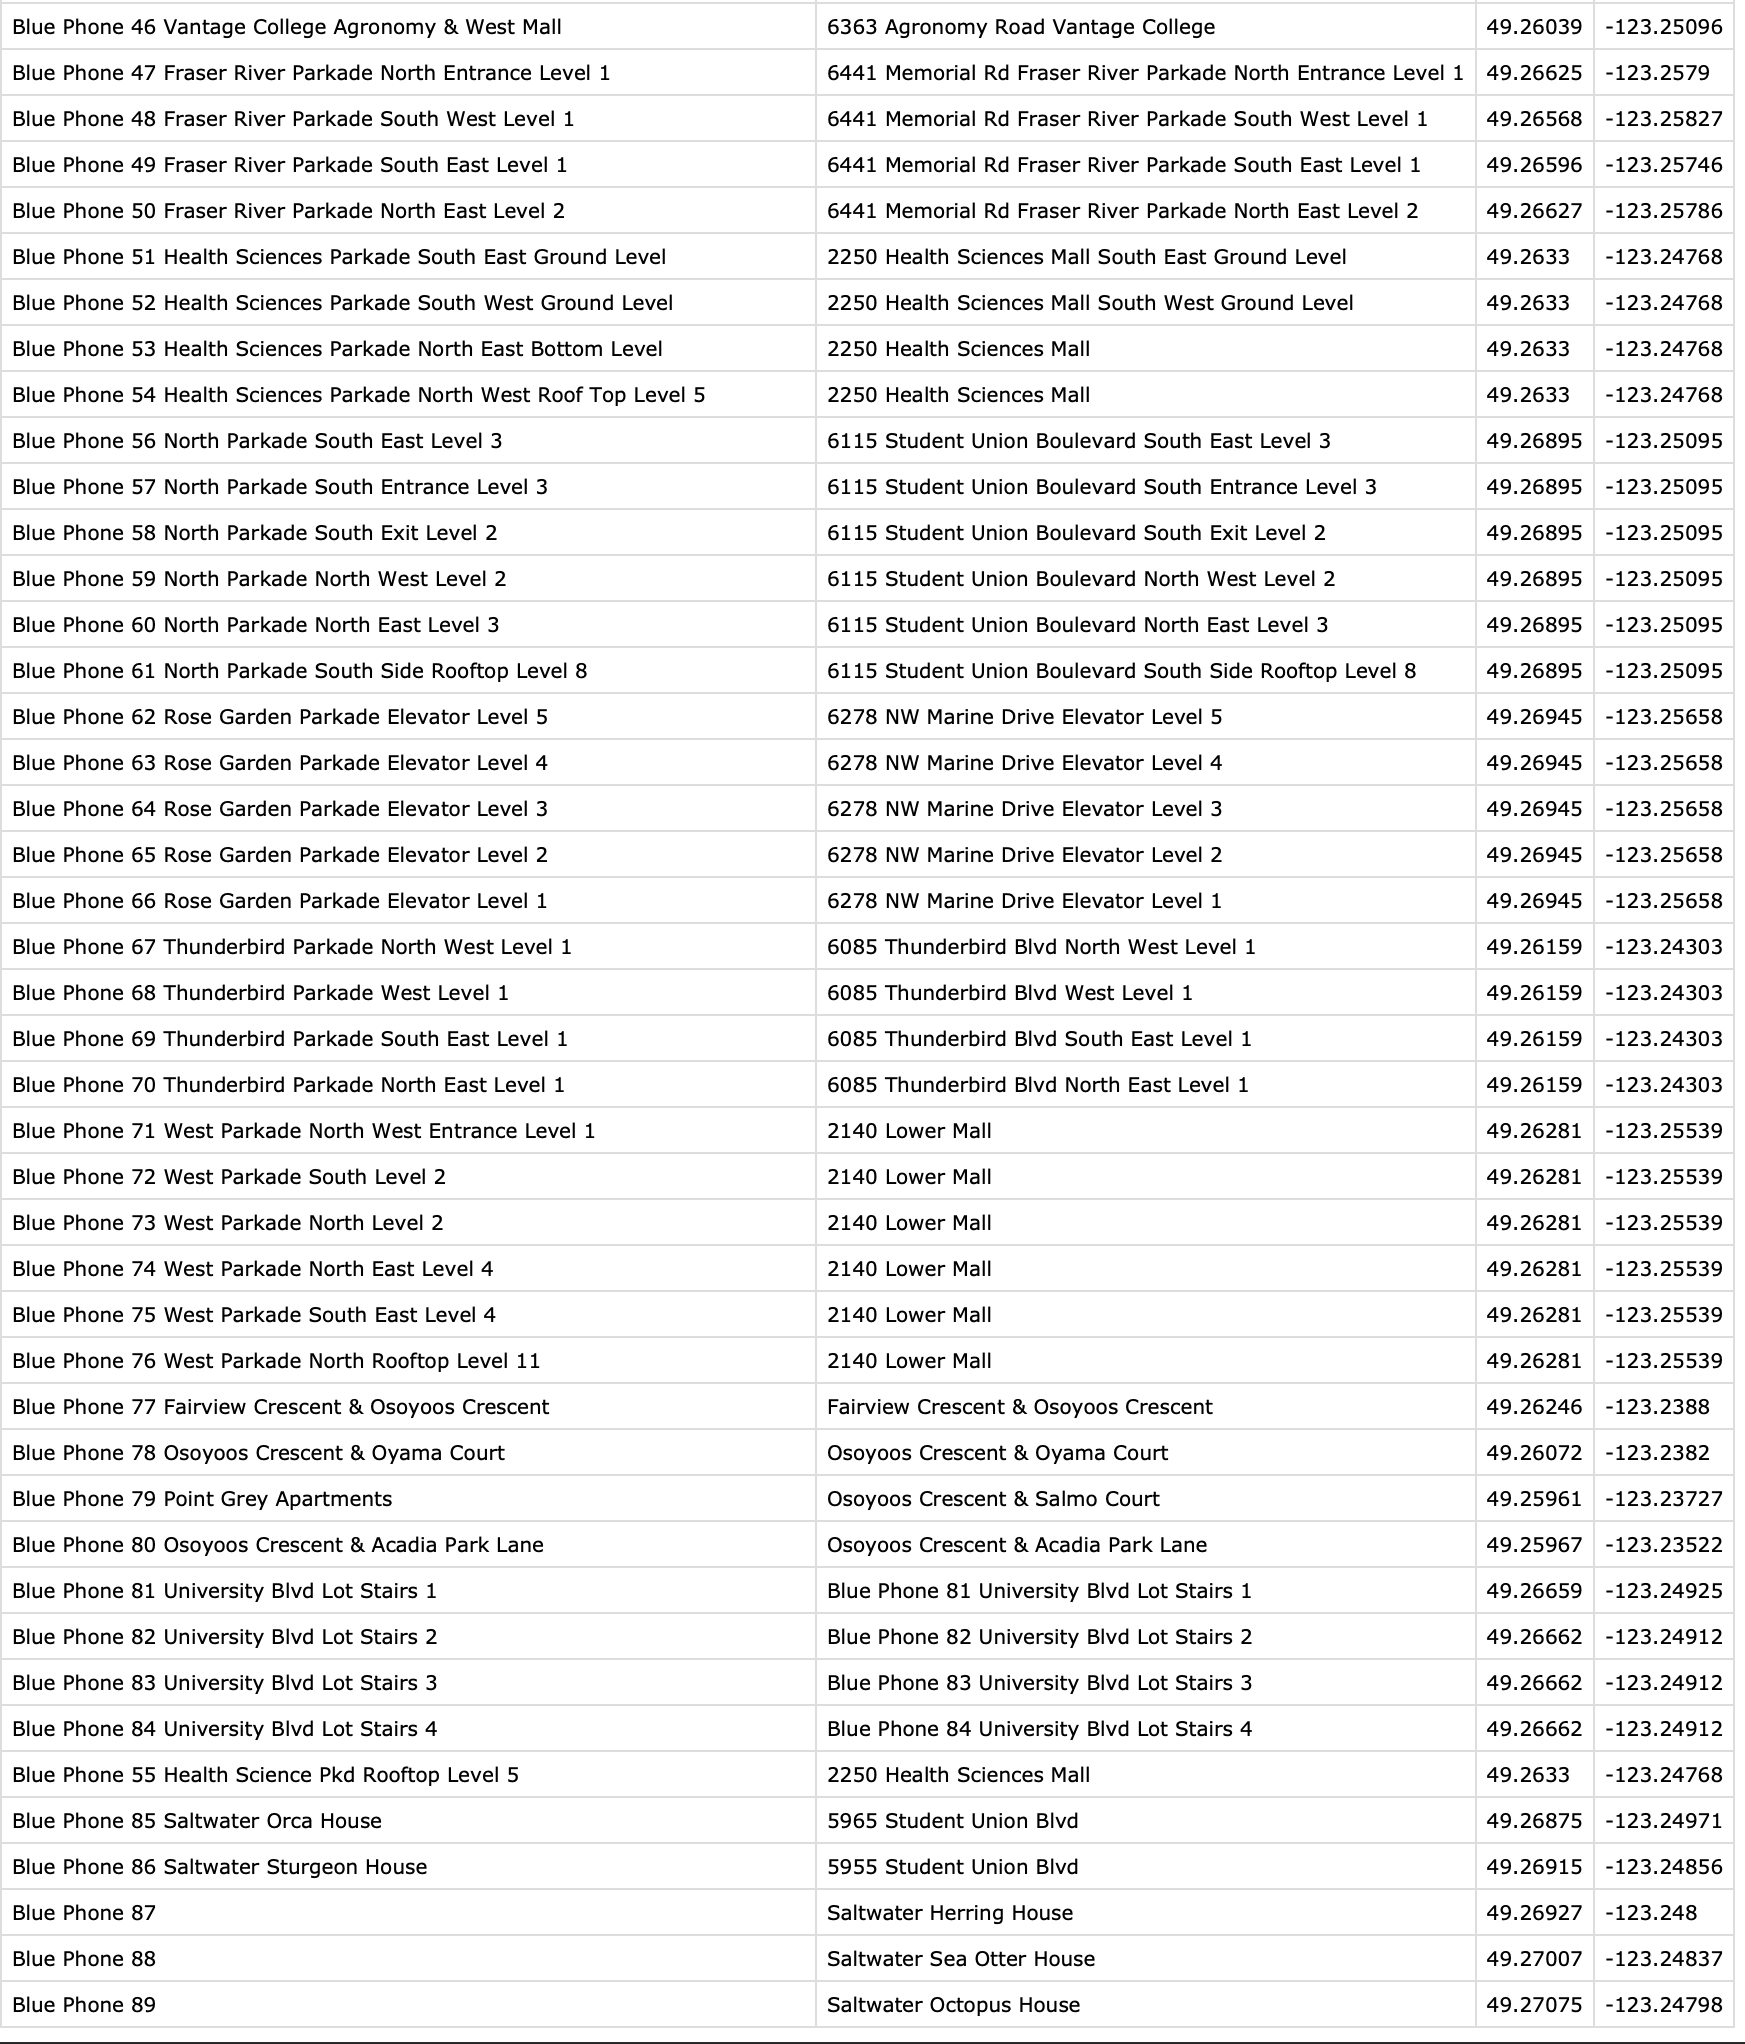 Blue Phone 46 Vantage College Agronomy & West Mall 6363 Agronomy Road Vantage College 49.26039 -123.25096
Blue Phone 47 Fraser River Parkade North Entrance Level 1 6441 Memorial Rd Fraser River Parkade North Entrance Level 1 49.26625 -123.2579
Blue Phone 48 Fraser River Parkade South West Level 1 6441 Memorial Rd Fraser River Parkade South West Level 1 49.26568 -123.25827
Blue Phone 49 Fraser River Parkade South East Level 1 6441 Memorial Rd Fraser River Parkade South East Level 1 49.26596 -123.25746
Blue Phone 50 Fraser River Parkade North East Level 2 6441 Memorial Rd Fraser River Parkade North East Level 2 49.26627 -123.25786
Blue Phone 51 Health Sciences Parkade South East Ground Level 2250 Health Sciences Mall South East Ground Level 49.2633 -123.24768
Blue Phone 52 Health Sciences Parkade South West Ground Level 2250 Health Sciences Mall South West Ground Level 49.2633 -123.24768
Blue Phone 53 Health Sciences Parkade North East Bottom Level 2250 Health Sciences Mall 49.2633 -123.24768
Blue Phone 54 Health Sciences Parkade North West Roof Top Level 5 2250 Health Sciences Mall 49.2633 -123.24768
Blue Phone 56 North Parkade South East Level 3 6115 Student Union Boulevard South East Level 3 49.26895 -123.25095
Blue Phone 57 North Parkade South Entrance Level 3 6115 Student Union Boulevard South Entrance Level 3 49.26895 -123.25095
Blue Phone 58 North Parkade South Exit Level 2 6115 Student Union Boulevard South Exit Level 2 49.26895 -123.25095
Blue Phone 59 North Parkade North West Level 2 6115 Student Union Boulevard North West Level 2 49.26895 -123.25095
Blue Phone 60 North Parkade North East Level 3 6115 Student Union Boulevard North East Level 3 49.26895 -123.25095
Blue Phone 61 North Parkade South Side Rooftop Level 8 6115 Student Union Boulevard South Side Rooftop Level 8 49.26895 -123.25095
Blue Phone 62 Rose Garden Parkade Elevator Level 5 6278 NW Marine Drive Elevator Level 5 49.26945 -123.25658
Blue Phone 63 Rose Garden Parkade Elevator Level 4 6278 NW Marine Drive Elevator Level 4 49.26945 -123.25658
Blue Phone 64 Rose Garden Parkade Elevator Level 3 6278 NW Marine Drive Elevator Level 3 49.26945 -123.25658
Blue Phone 65 Rose Garden Parkade Elevator Level 2 6278 NW Marine Drive Elevator Level 2 49.26945 -123.25658
Blue Phone 66 Rose Garden Parkade Elevator Level 1 6278 NW Marine Drive Elevator Level 1 49.26945 -123.25658
Blue Phone 67 Thunderbird Parkade North West Level 1 6085 Thunderbird Blvd North West Level 1 49.26159 -123.24303
Blue Phone 68 Thunderbird Parkade West Level 1 6085 Thunderbird Blvd West Level 1 49.26159 -123.24303
Blue Phone 69 Thunderbird Parkade South East Level 1 6085 Thunderbird Blvd South East Level 1 49.26159 -123.24303
Blue Phone 70 Thunderbird Parkade North East Level 1 6085 Thunderbird Blvd North East Level 1 49.26159 -123.24303
Blue Phone 71 West Parkade North West Entrance Level 1 2140 Lower Mall 49.26281 -123.25539
Blue Phone 72 West Parkade South Level 2 2140 Lower Mall 49.26281 -123.25539
Blue Phone 73 West Parkade North Level 2 2140 Lower Mall 49.26281 -123.25539
Blue Phone 74 West Parkade North East Level 4 2140 Lower Mall 49.26281 -123.25539
Blue Phone 75 West Parkade South East Level 4 2140 Lower Mall 49.26281 -123.25539
Blue Phone 76 West Parkade North Rooftop Level 11 2140 Lower Mall 49.26281 -123.25539
Blue Phone 77 Fairview Crescent & Osoyoos Crescent Fairview Crescent & Osoyoos Crescent 49.26246 -123.2388
Blue Phone 78 Osoyoos Crescent & Oyama Court Osoyoos Crescent & Oyama Court 49.26072 -123.2382
Blue Phone 79 Point Grey Apartments Osoyoos Crescent & Salmo Court 49.25961 -123.23727
Blue Phone 80 Osoyoos Crescent & Acadia Park Lane Osoyoos Crescent & Acadia Park Lane 49.25967 -123.23522
Blue Phone 81 University Blvd Lot Stairs 1 Blue Phone 81 University Blvd Lot Stairs 1 49.26659 -123.24925
Blue Phone 82 University Blvd Lot Stairs 2 Blue Phone 82 University Blvd Lot Stairs 2 49.26662 -123.24912
Blue Phone 83 University Blvd Lot Stairs 3 Blue Phone 83 University Blvd Lot Stairs 3 49.26662 -123.24912
Blue Phone 84 University Blvd Lot Stairs 4 Blue Phone 84 University Blvd Lot Stairs 4 49.26662 -123.24912
Blue Phone 55 Health Science Pkd Rooftop Level 5 2250 Health Sciences Mall 49.2633 -123.24768
Blue Phone 85 Saltwater Orca House 5965 Student Union Blvd 49.26875 -123.24971
Blue Phone 86 Saltwater Sturgeon House 5955 Student Union Blvd 49.26915 -123.24856
Blue Phone 87 Saltwater Herring House 49.26927 -123.248
Blue Phone 88 Saltwater Sea Otter House 49.27007 -123.24837
Blue Phone 89 Saltwater Octopus House 49.27075 -123.24798